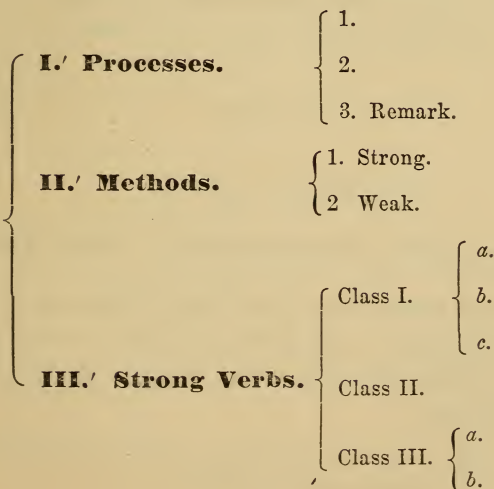 1.
I.′ Processes.
2.
3. Remark.
1. Strong.
II.′ Methods.
2 Weak.
a.
Class I.
b.
c.
III.′ Strong Verbs.
Class II.
a.
Class III.
b.